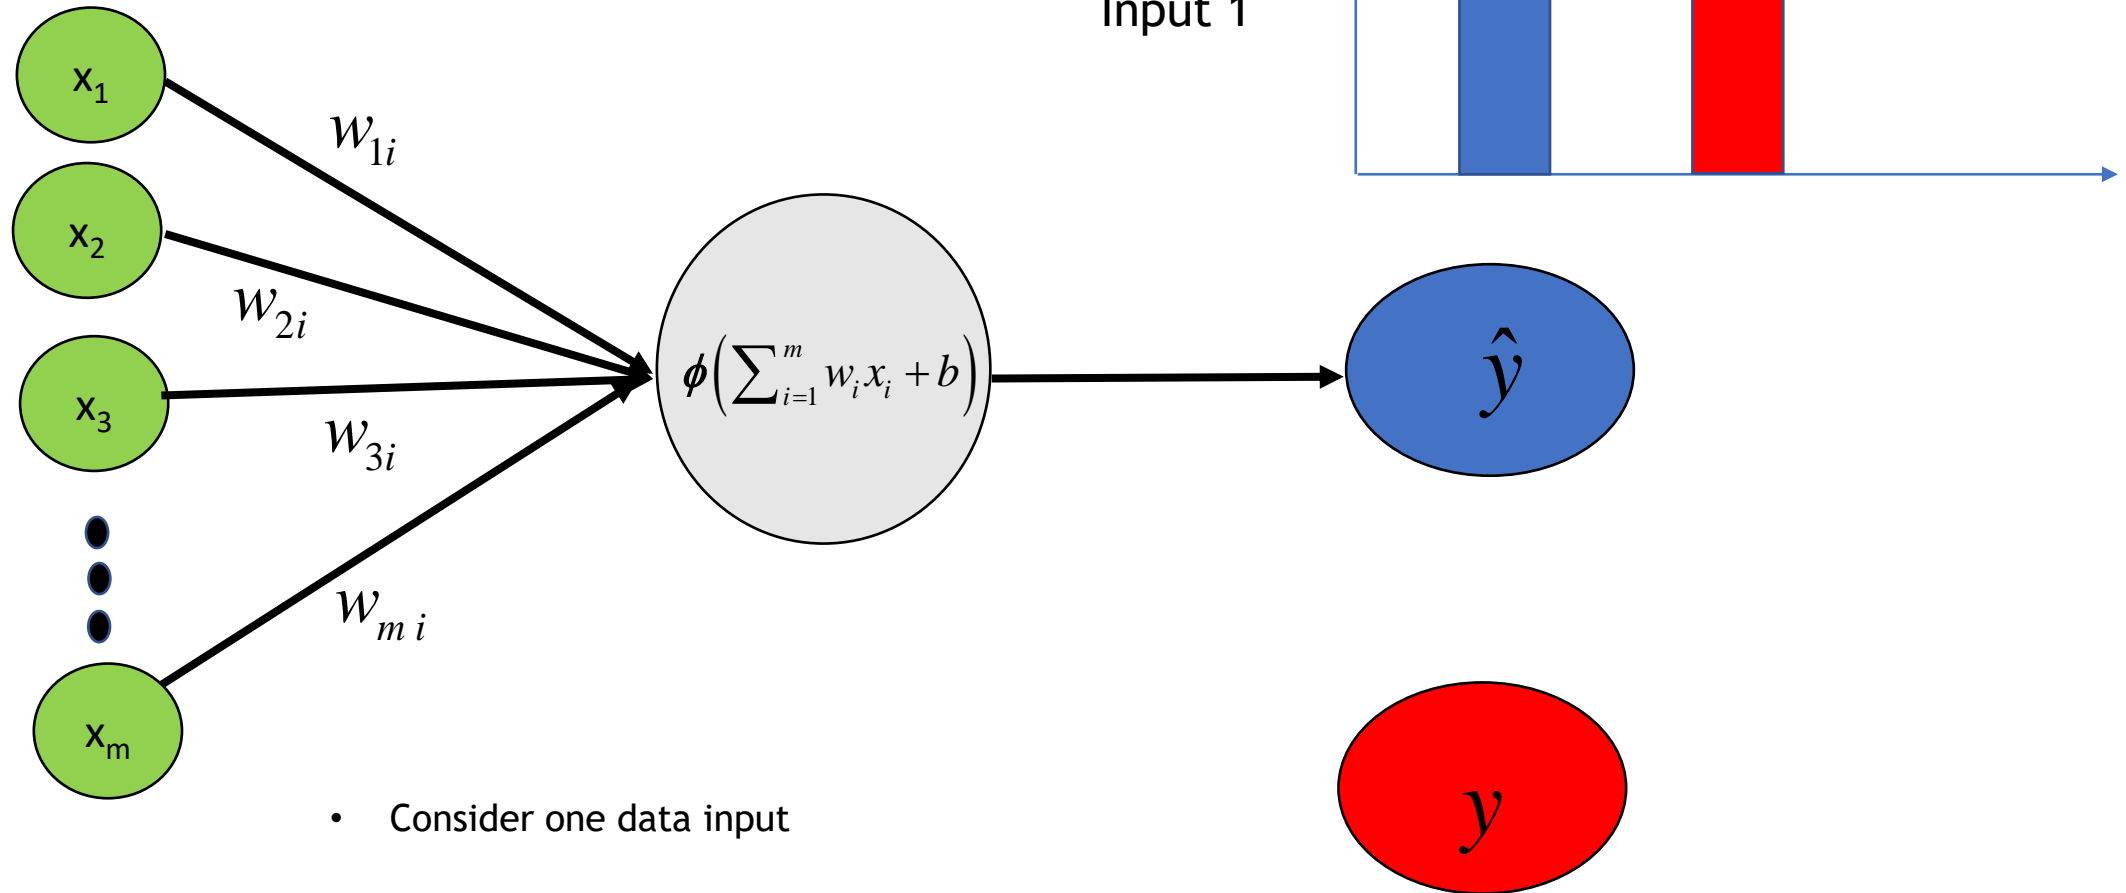 Input 1
x₁
w₁ᵢ
x₂
w₂ᵢ
ϕ(∑ᵢ₌₁ᵐ wᵢxᵢ + b)
ŷ
x₃
w₃ᵢ
wₘ ᵢ
xₘ
y
• Consider one data input